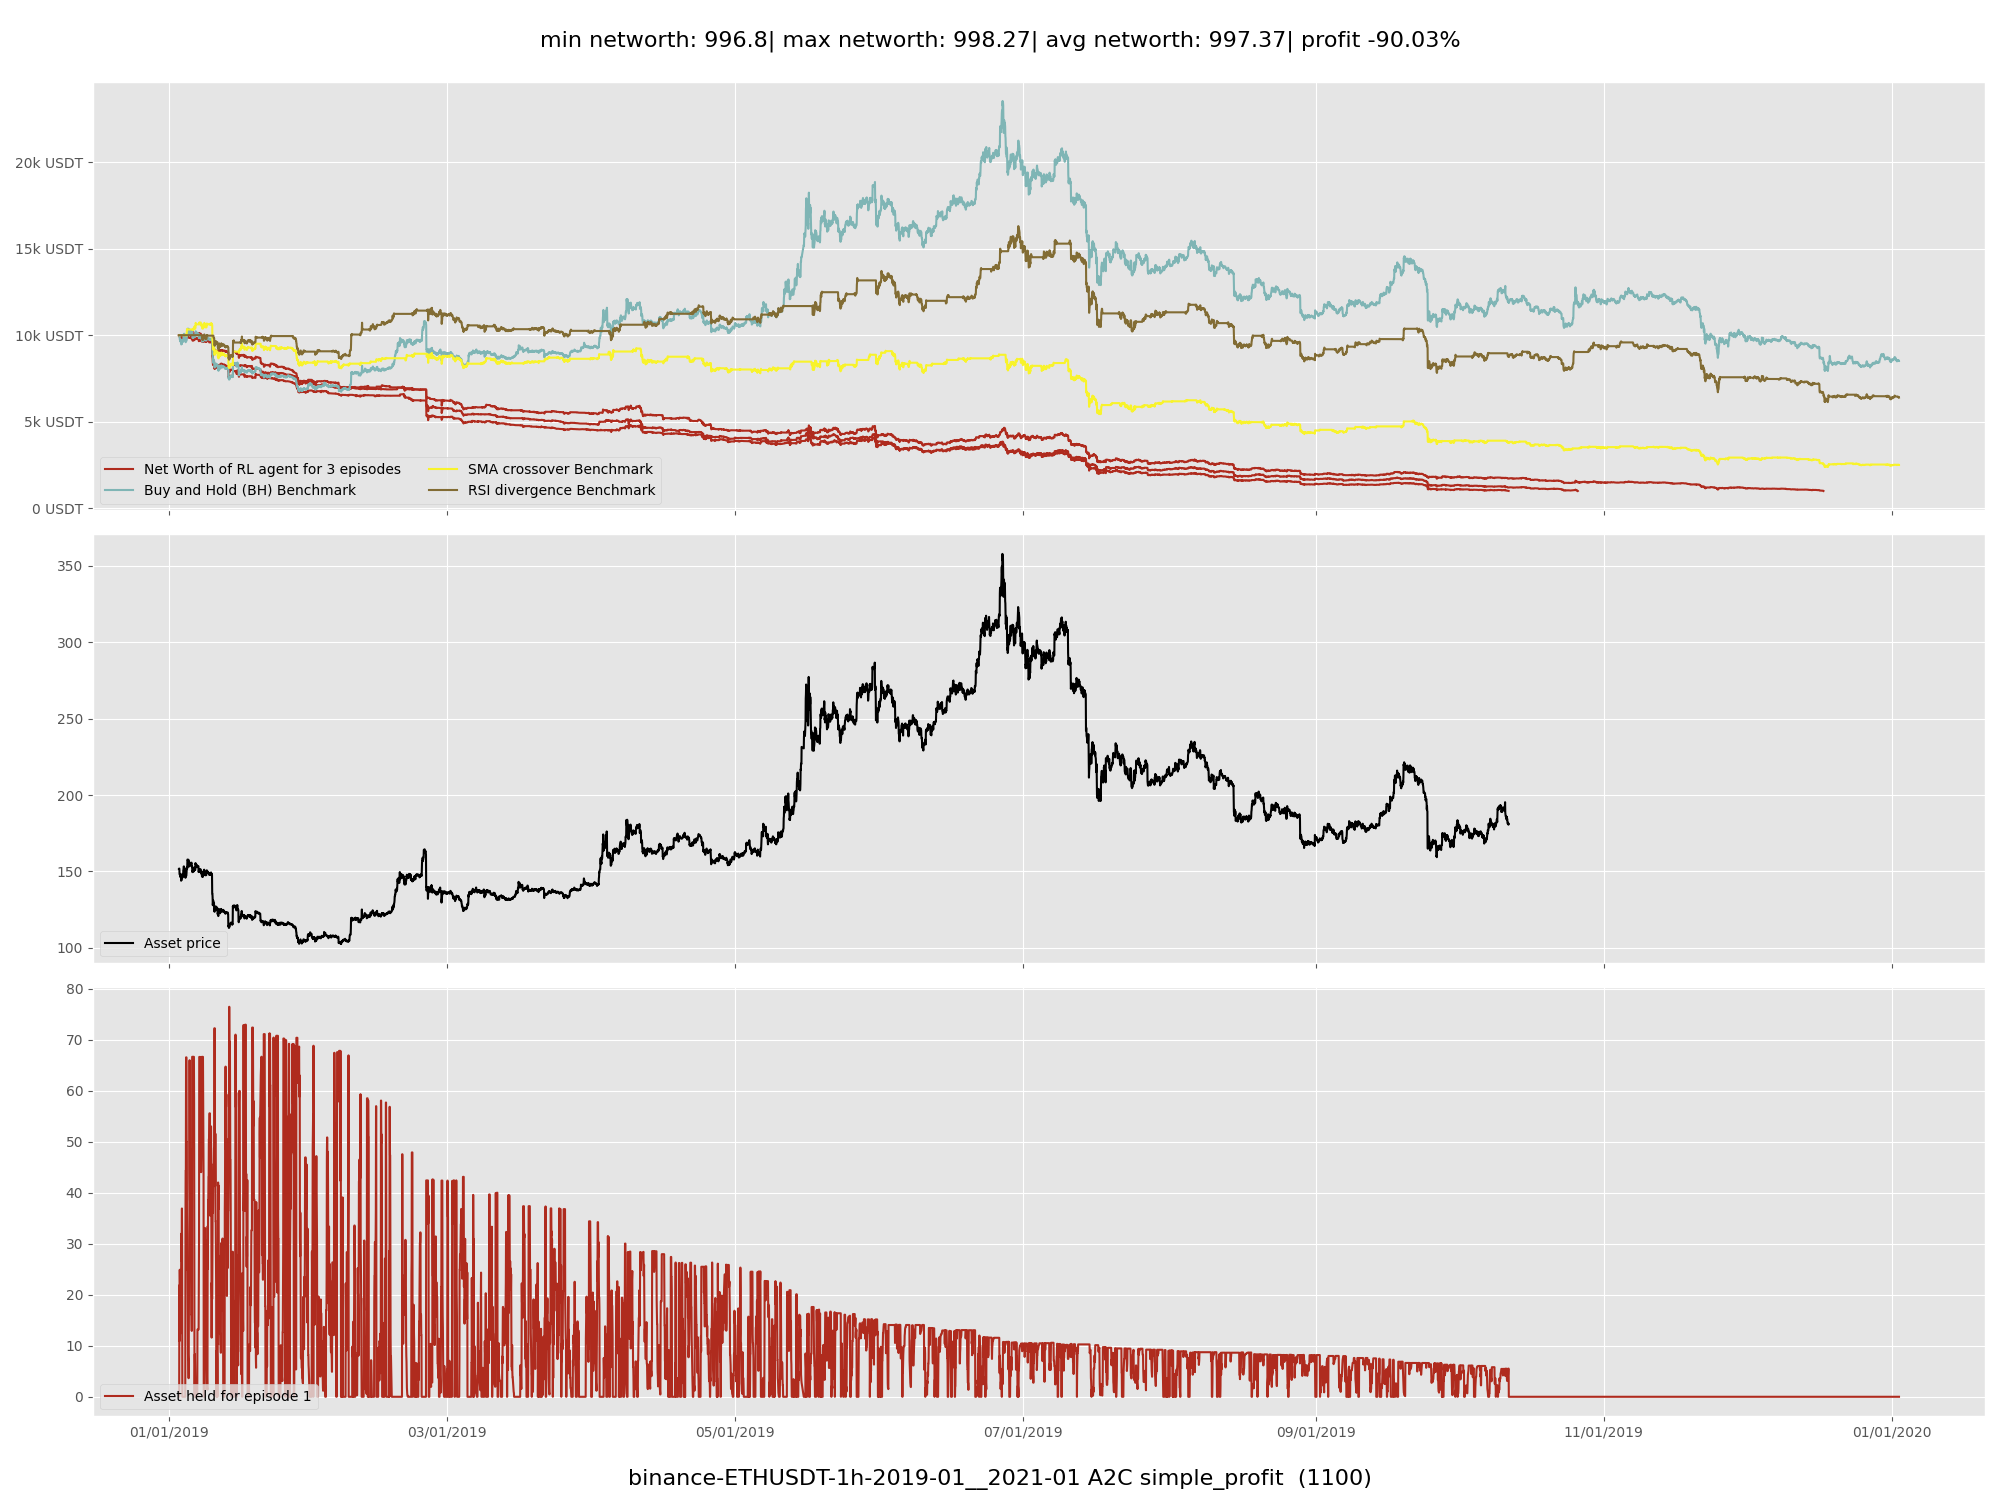 min networth: 996.8| max networth: 998.27| avg networth: 997.37| profit -90.03%
20k USDT
15k USDT
10k USDT
5k USDT
0 USDT
Net Worth of RL agent for 3 episodes
Buy and Hold (BH) Benchmark
SMA crossover Benchmark
RSI divergence Benchmark
350
300
250
200
150
100
Asset price
80
70
60
50
40
30
20
10
0
Asset held for episode 1
01/01/2019 03/01/2019 05/01/2019 07/01/2019 09/01/2019 11/01/2019 01/01/2020
binance-ETHUSDT-1h-2019-01__2021-01 A2C simple_profit (1100)